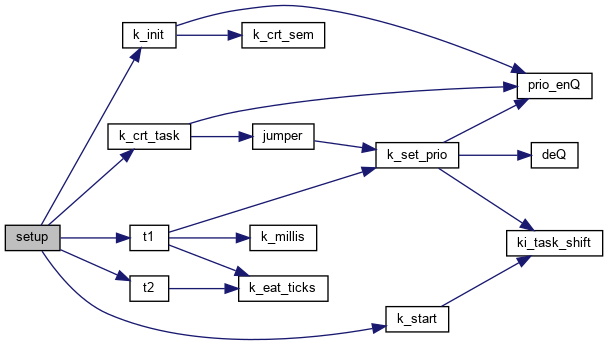 k_init
k_crt_sem
prio_enQ
k_crt_task
jumper
k_set_prio
deQ
setup
t1
k_millis
ki_task_shift
t2
k_eat_ticks
k_start